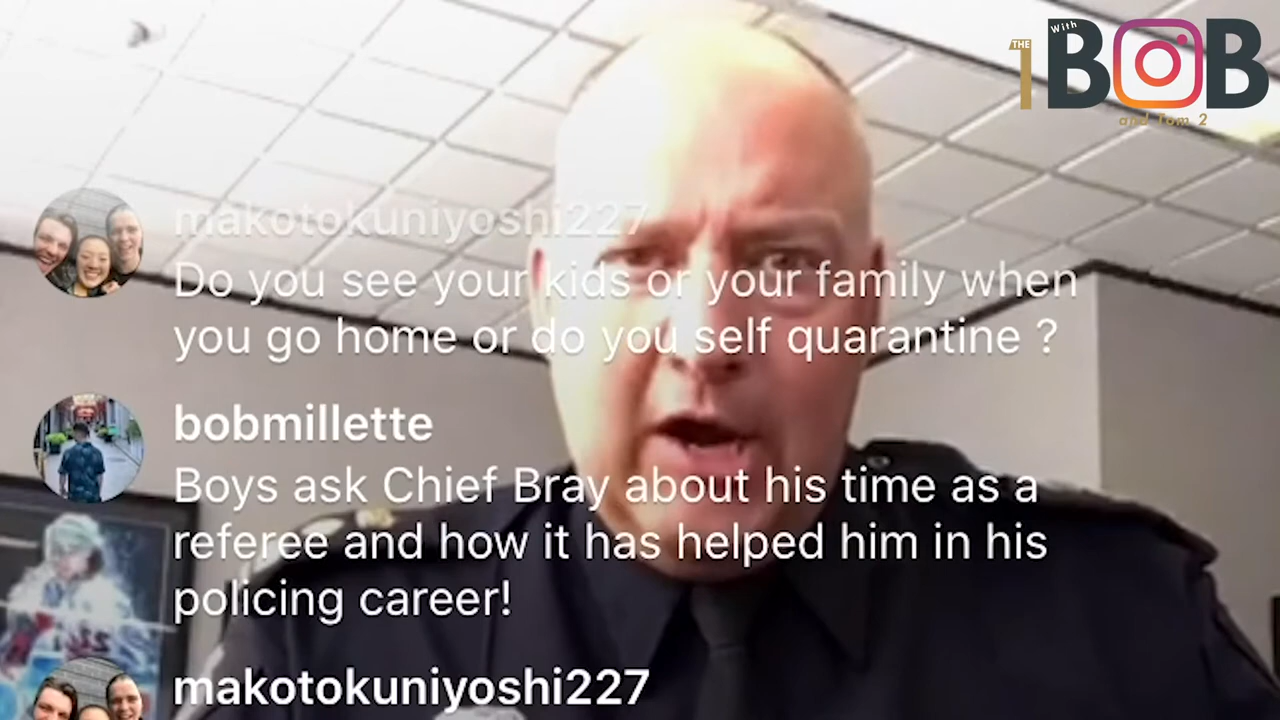 THE
1
With
BOB
and Tom 2
makotokuniyoshi227
Do you see your kids or your family when
you go home or do you self quarantine ?
bobmillette
Boys ask Chief Bray about his time as a
referee and how it has helped him in his
policing career!
makotokuniyoshi227